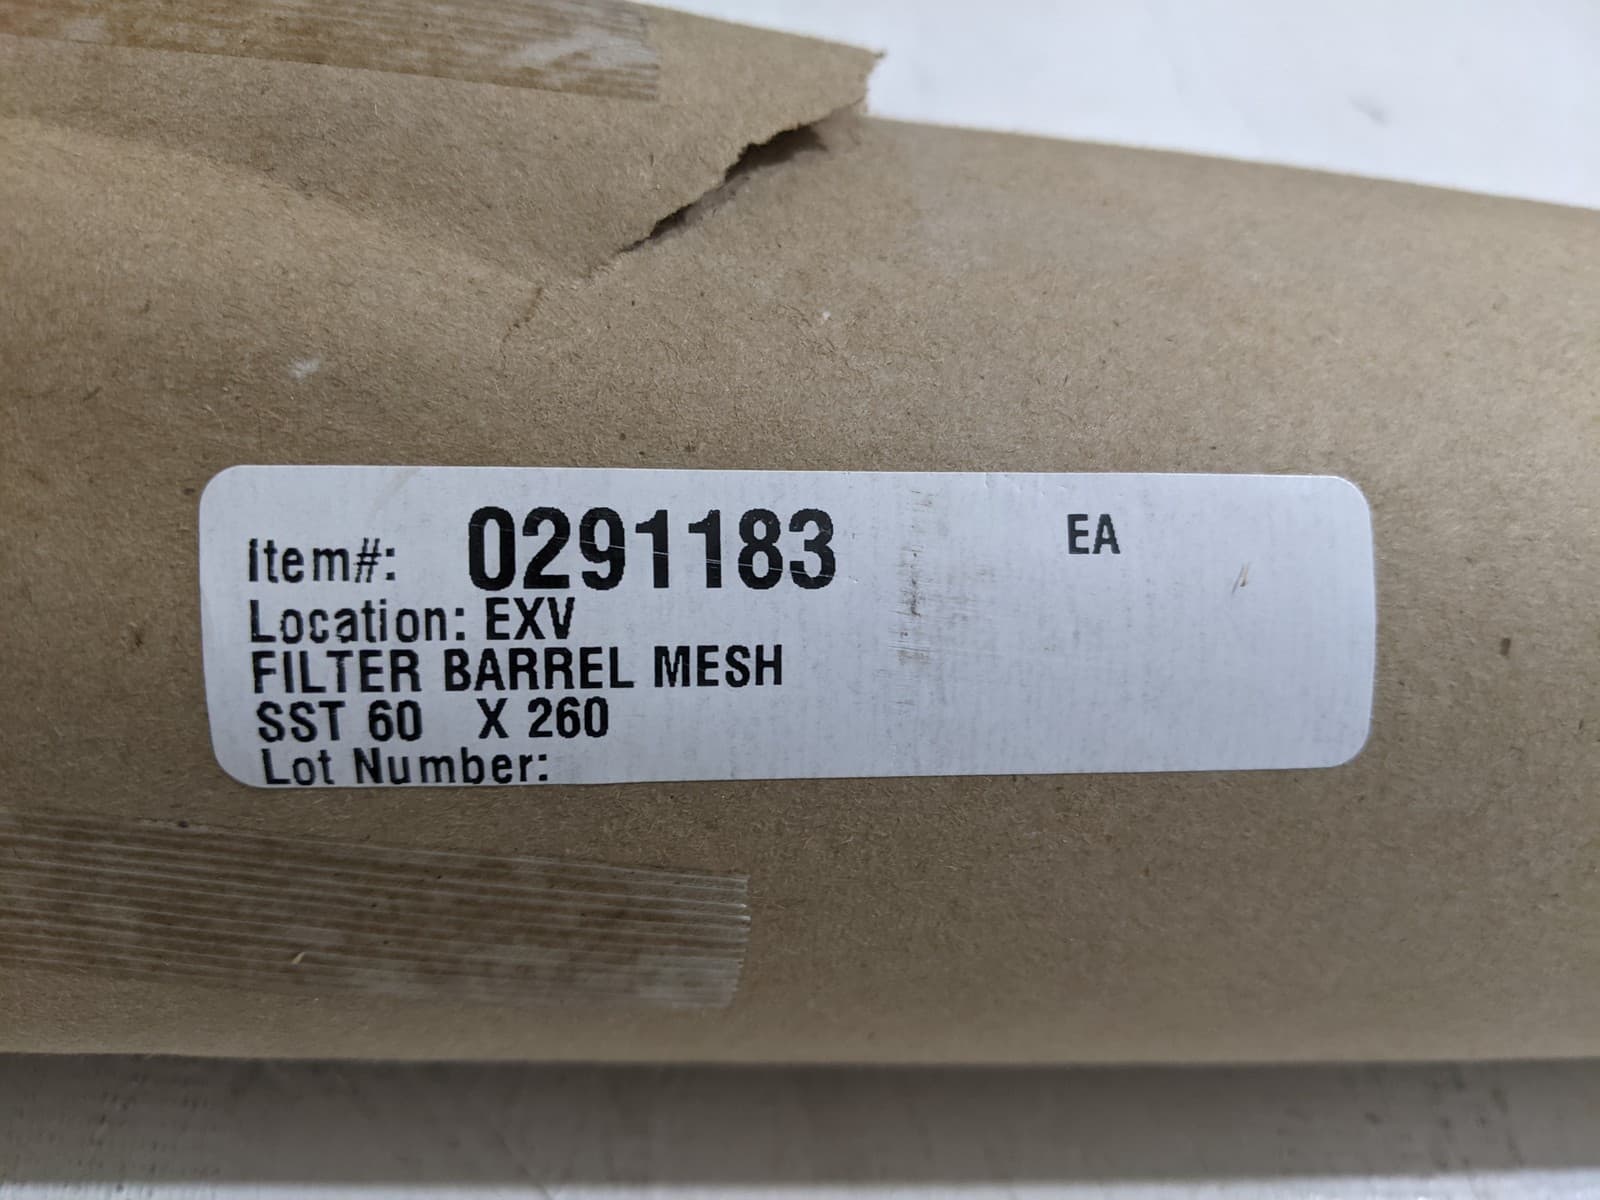 Item#: 0291183 EA
Location: EXV
FILTER BARREL MESH
SST 60 X 260
Lot Number: